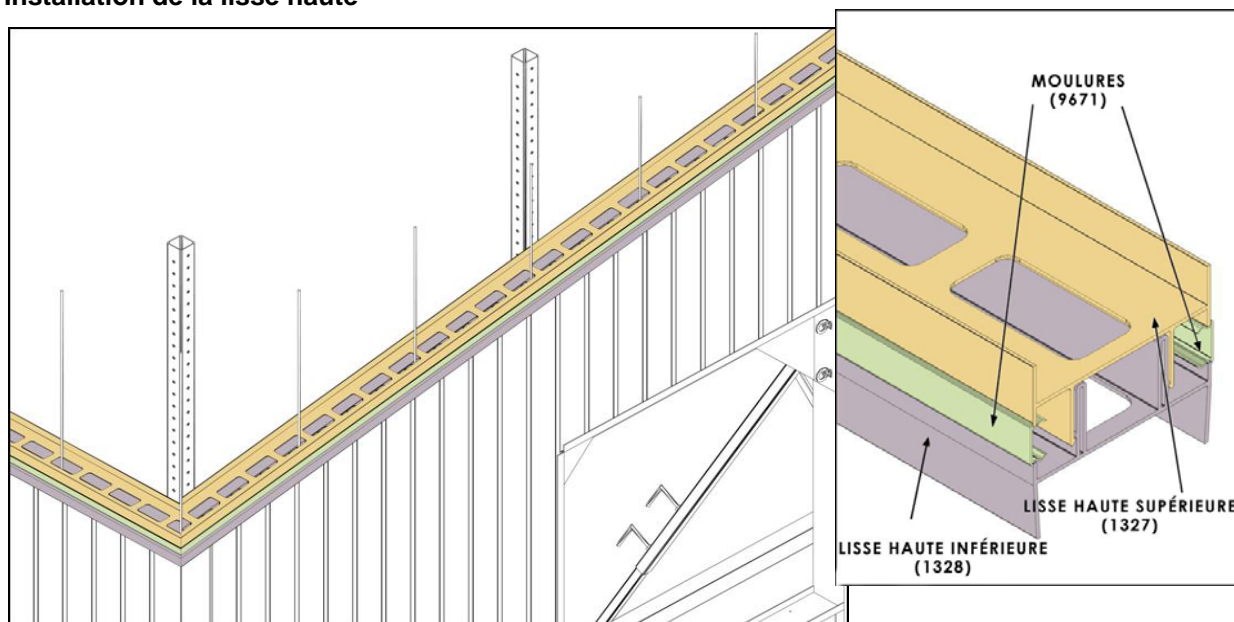 Installation de la lisse haute
MOULURES
(9671)
LISSE HAUTE SUPÉRIEURE
(1327)
LISSE HAUTE INFÉRIEURE
(1328)